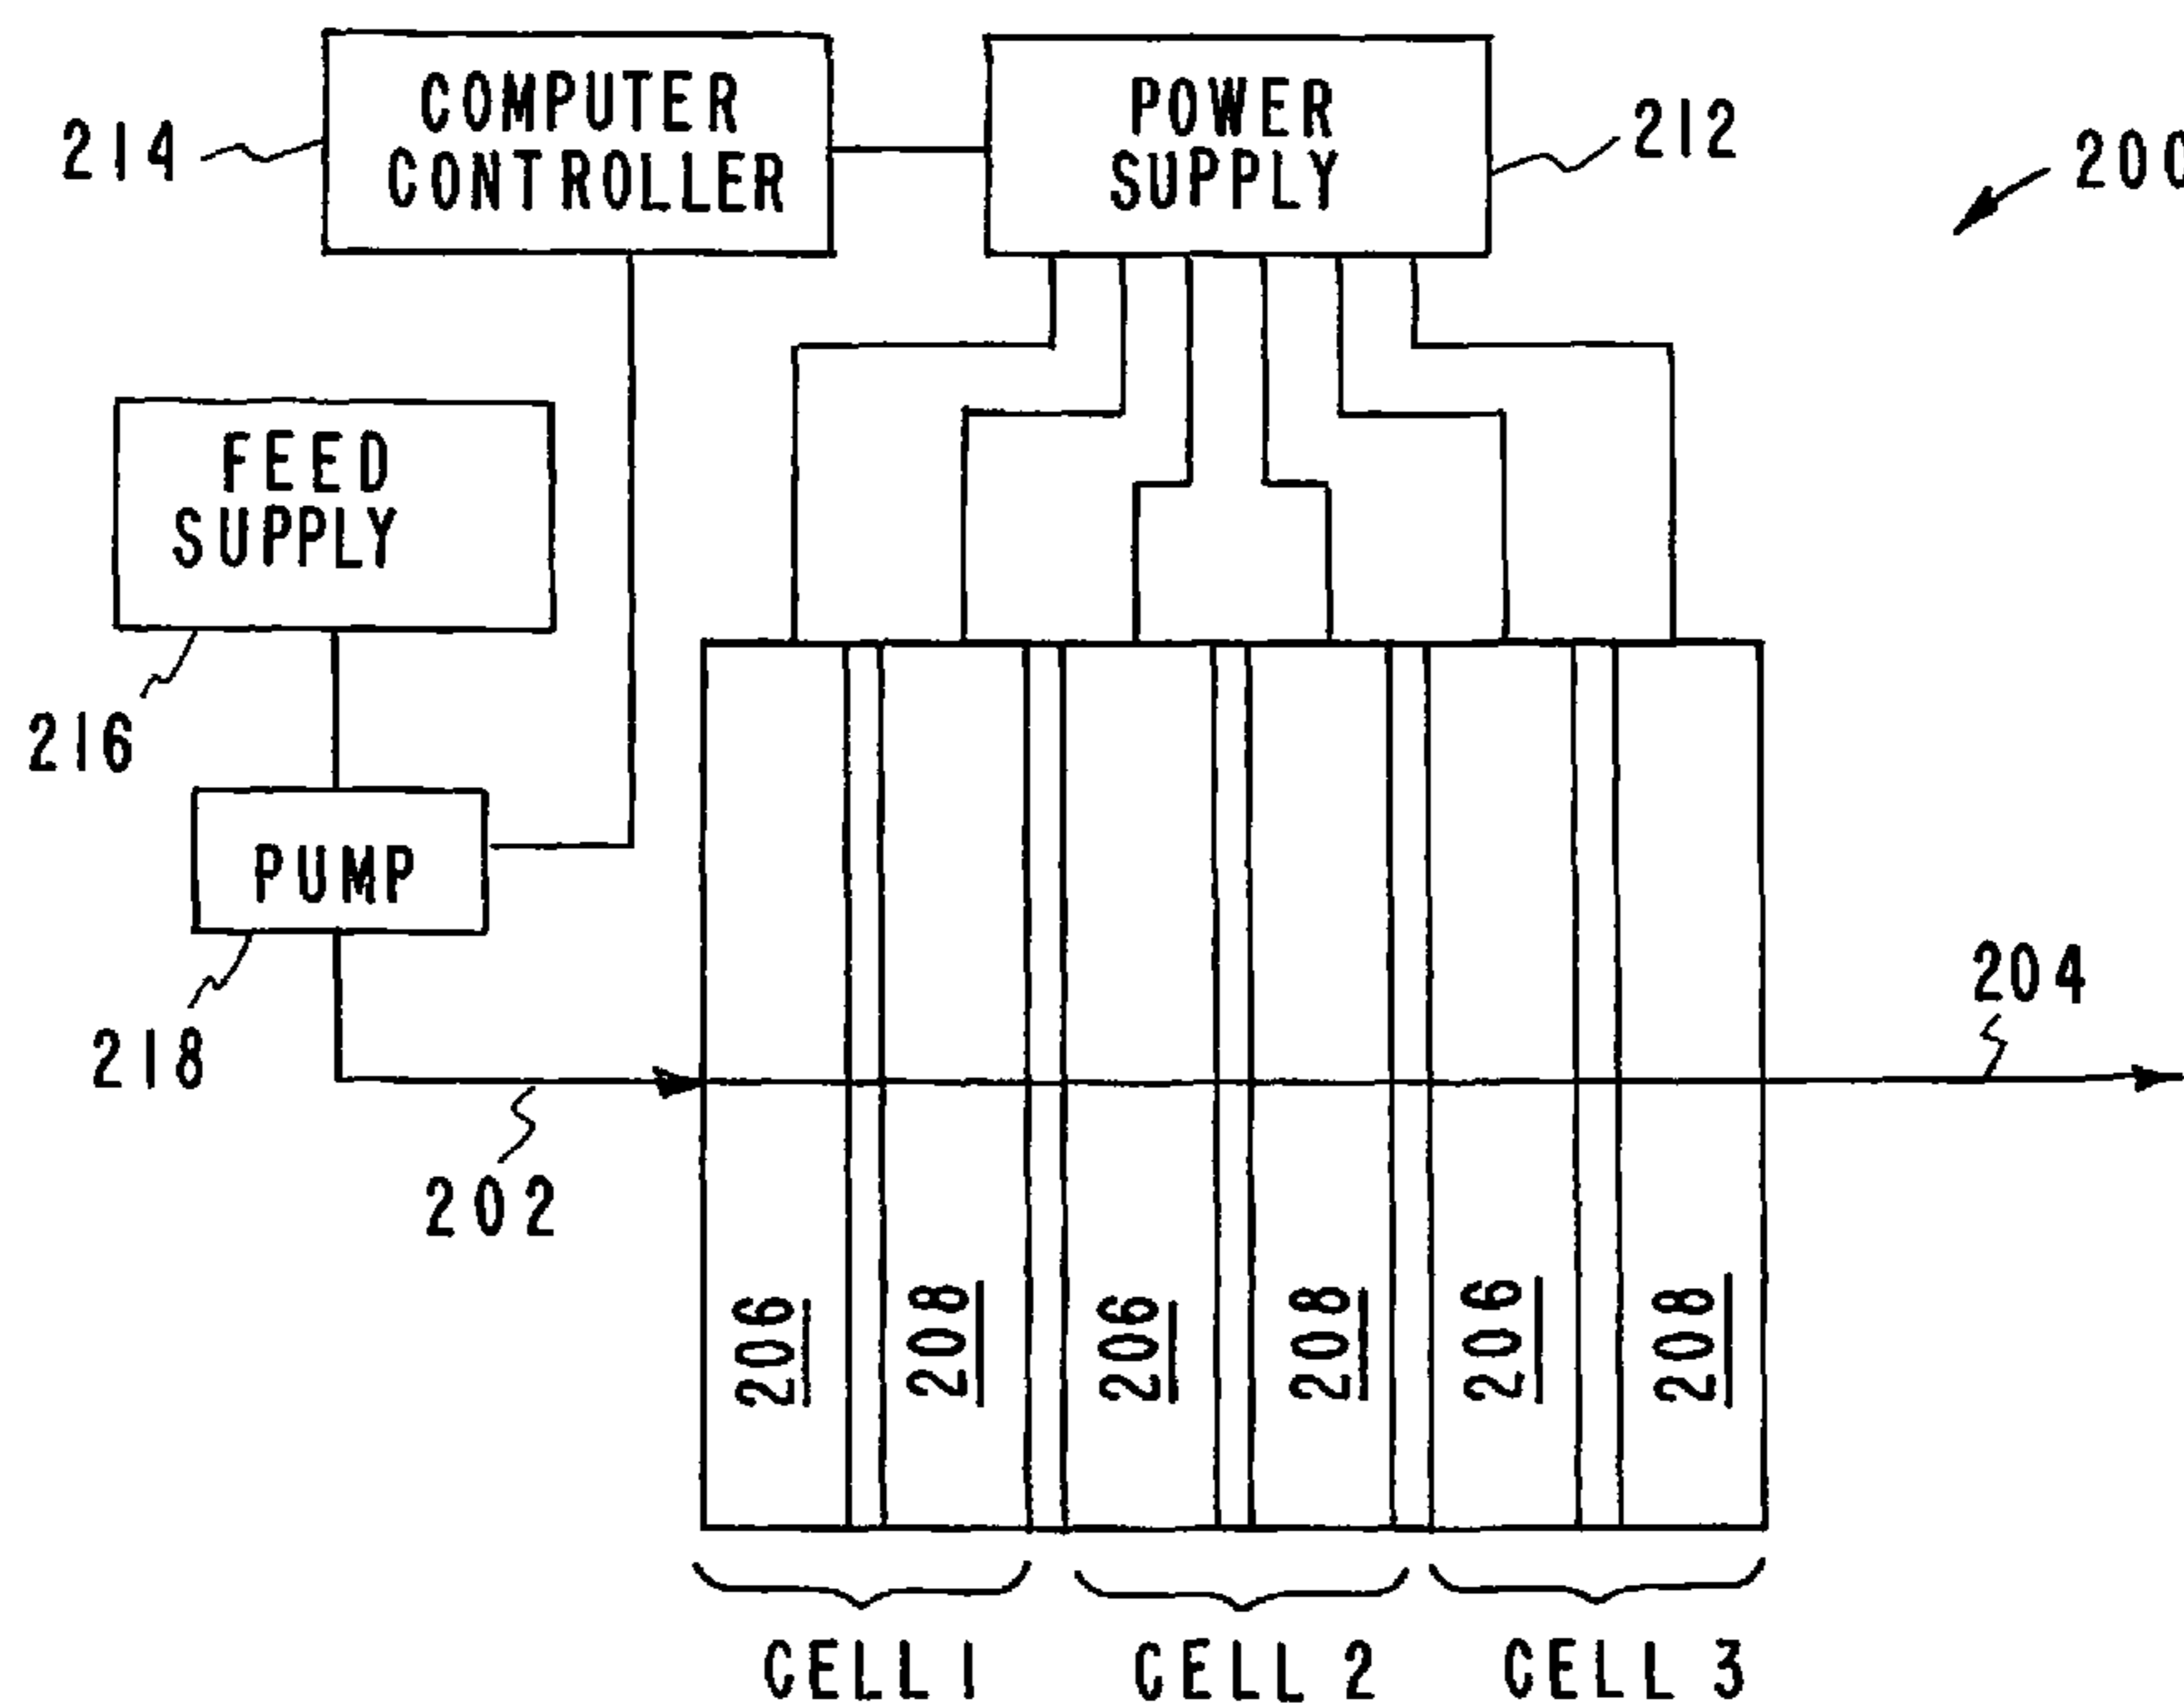 COMPUTER
CONTROLLER
POWER
SUPPLY
214
212
200
FEED
SUPPLY
216
PUMP
218
202
204
206
208
206
208
206
208
CELL 1
CELL 2
CELL 3